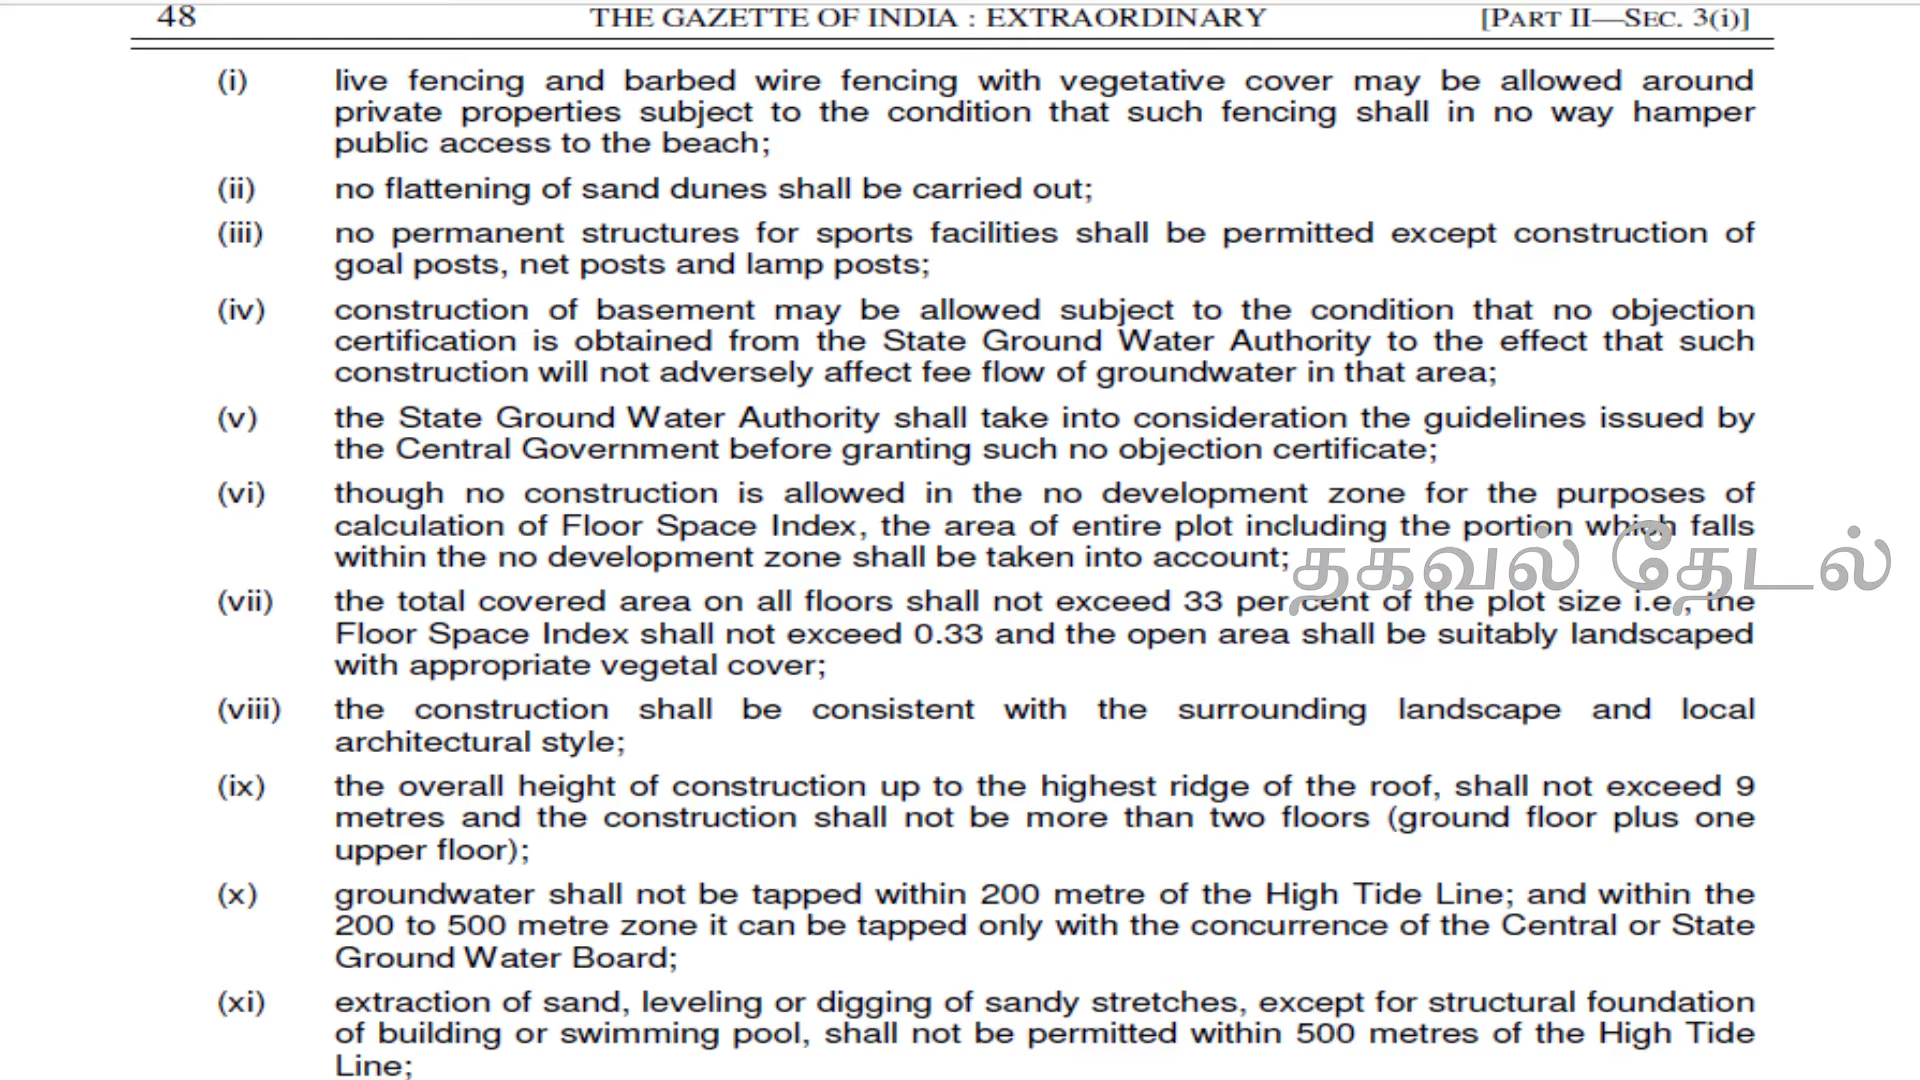 48 THE GAZETTE OF INDIA : EXTRAORDINARY [PART II—SEC. 3(i)]
(i) live fencing and barbed wire fencing with vegetative cover may be allowed around
private properties subject to the condition that such fencing shall in no way hamper
public access to the beach;
(ii) no flattening of sand dunes shall be carried out;
(iii) no permanent structures for sports facilities shall be permitted except construction of
goal posts, net posts and lamp posts;
(iv) construction of basement may be allowed subject to the condition that no objection
certification is obtained from the State Ground Water Authority to the effect that such
construction will not adversely affect fee flow of groundwater in that area;
(v) the State Ground Water Authority shall take into consideration the guidelines issued by
the Central Government before granting such no objection certificate;
(vi) though no construction is allowed in the no development zone for the purposes of
calculation of Floor Space Index, the area of entire plot including the portion which falls
within the no development zone shall be taken into account;
தகவல் தேடல்
(vii) the total covered area on all floors shall not exceed 33 per cent of the plot size i.e., the
Floor Space Index shall not exceed 0.33 and the open area shall be suitably landscaped
with appropriate vegetal cover;
(viii) the construction shall be consistent with the surrounding landscape and local
architectural style;
(ix) the overall height of construction up to the highest ridge of the roof, shall not exceed 9
metres and the construction shall not be more than two floors (ground floor plus one
upper floor);
(x) groundwater shall not be tapped within 200 metre of the High Tide Line; and within the
200 to 500 metre zone it can be tapped only with the concurrence of the Central or State
Ground Water Board;
(xi) extraction of sand, leveling or digging of sandy stretches, except for structural foundation
of building or swimming pool, shall not be permitted within 500 metres of the High Tide
Line;